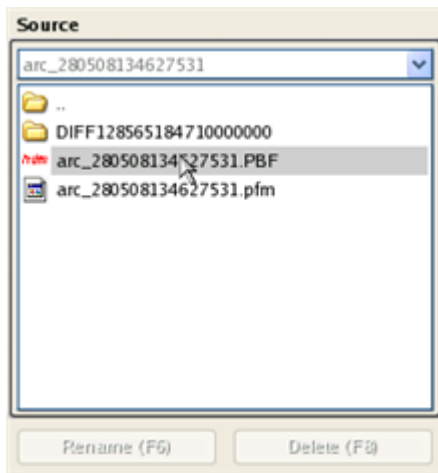 Source
arc_280508134627531
..
DIFF128565184710000000
arc_280508134627531.PBF
arc_280508134627531.pfm
Rename (F6)
Delete (F8)